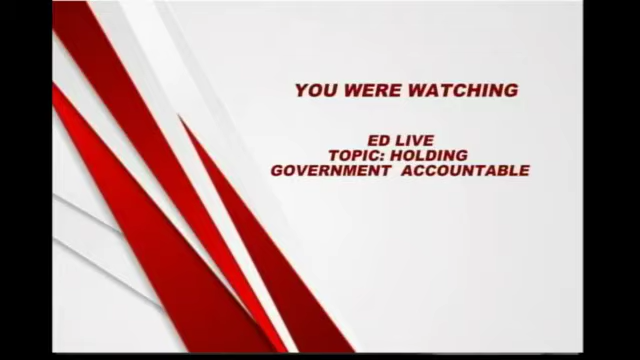 YOU WERE WATCHING
ED LIVE
TOPIC: HOLDING
GOVERNMENT ACCOUNTABLE